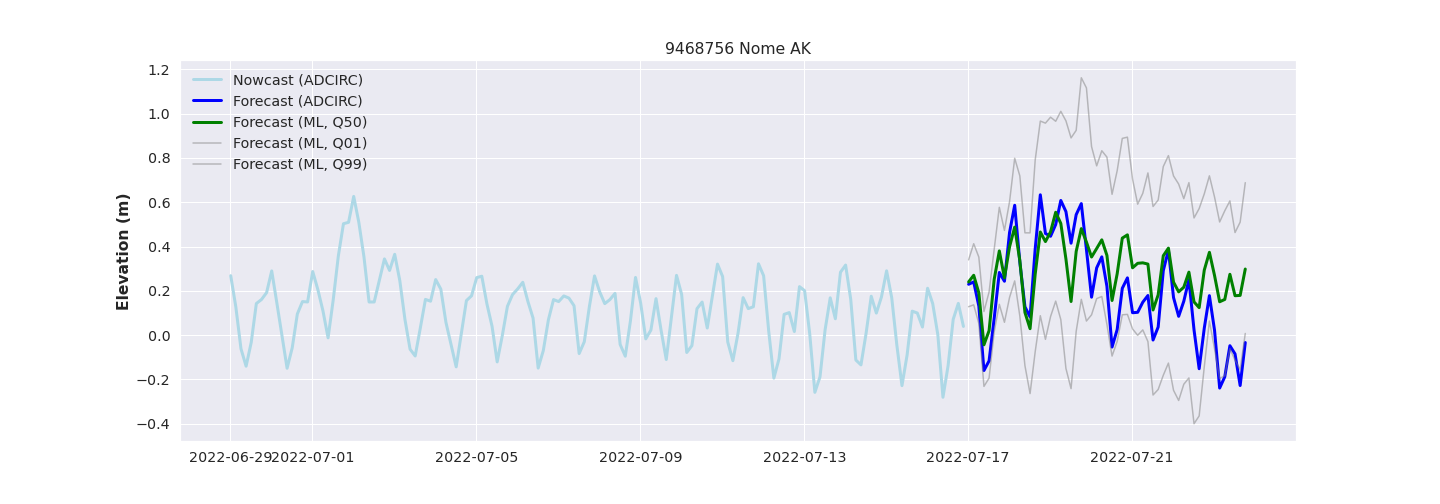 9468756 Nome AK
Nowcast (ADCIRC)
Forecast (ADCIRC)
Forecast (ML, Q50)
Forecast (ML, Q01)
Forecast (ML, Q99)
Elevation (m)
1.2
1.0
0.8
0.6
0.4
0.2
0.0
−0.2
−0.4
2022-06-29
2022-07-01
2022-07-05
2022-07-09
2022-07-13
2022-07-17
2022-07-21